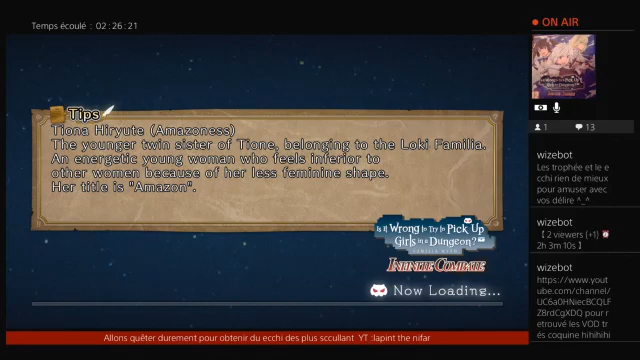 Temps écoulé : 02:26:21
Tips
Tiona Hiryute (Amazoness)
The younger twin sister of Tione, belonging to the Loki Familia.
An energetic young woman who feels inferior to
other women because of her less feminine shape.
Her title is "Amazon".
Is it Wrong to Try to Pick Up
Girls in a Dungeon?
FAMILIA MYTH
INFINITE COMBATE
Now Loading...
Allons quêter durement pour obtenir du ecchi des plus sccullant YT :lapint the nifar
ON AIR
1
13
wizebot
Les trophée et le e
cchi rien de mieux
pour amuser avec
vos délire ^_^
wizebot
【 2 viewers (+1) ⏰
2h 3m 10s 】
wizebot
https://www.yout
ube.com/channel/
UC6a0HNiecBCQLF
ZBrdCgXDQ pour r
etrouvé les VOD tr
és coquine hihihihi